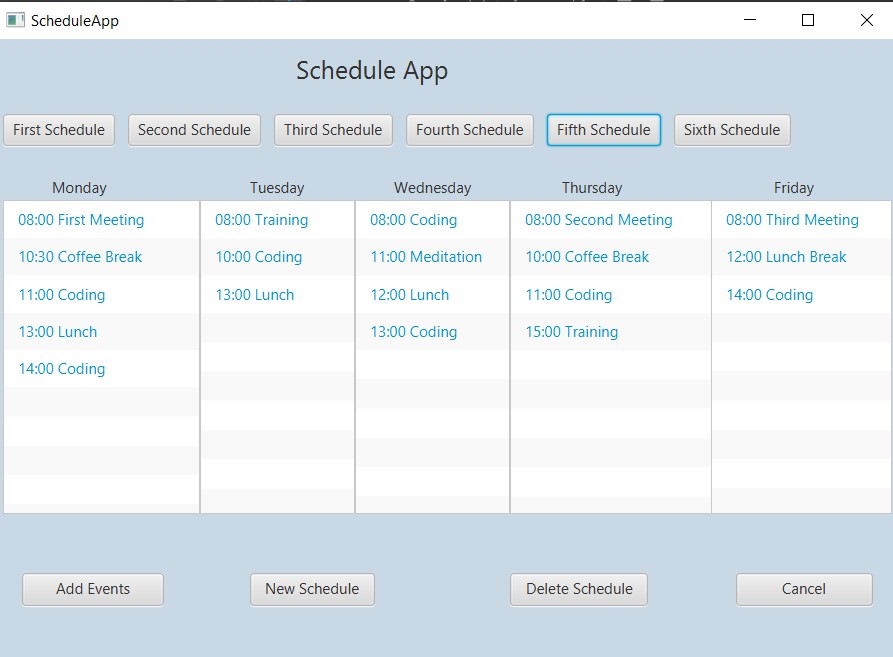 ScheduleApp
Schedule App
First Schedule Second Schedule Third Schedule Fourth Schedule Fifth Schedule Sixth Schedule
Monday Tuesday Wednesday Thursday Friday
08:00 First Meeting 08:00 Training 08:00 Coding 08:00 Second Meeting 08:00 Third Meeting
10:30 Coffee Break 10:00 Coding 11:00 Meditation 10:00 Coffee Break 12:00 Lunch Break
11:00 Coding 13:00 Lunch 12:00 Lunch 11:00 Coding 14:00 Coding
13:00 Lunch 13:00 Coding 15:00 Training
14:00 Coding
Add Events New Schedule Delete Schedule Cancel